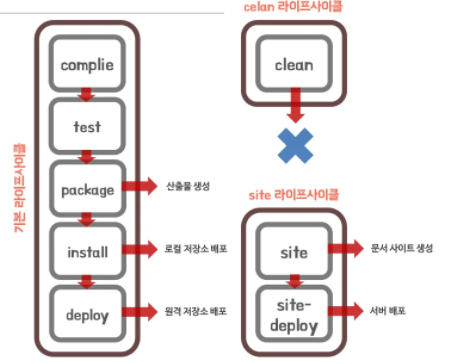 celan 라이프사이클
complie
clean
test
기본 라이프사이클
package
산출물 생성
site 라이프사이클
install
로컬 저장소 배포
site
문서 사이트 생성
deploy
원격 저장소 배포
site-
deploy
서버 배포